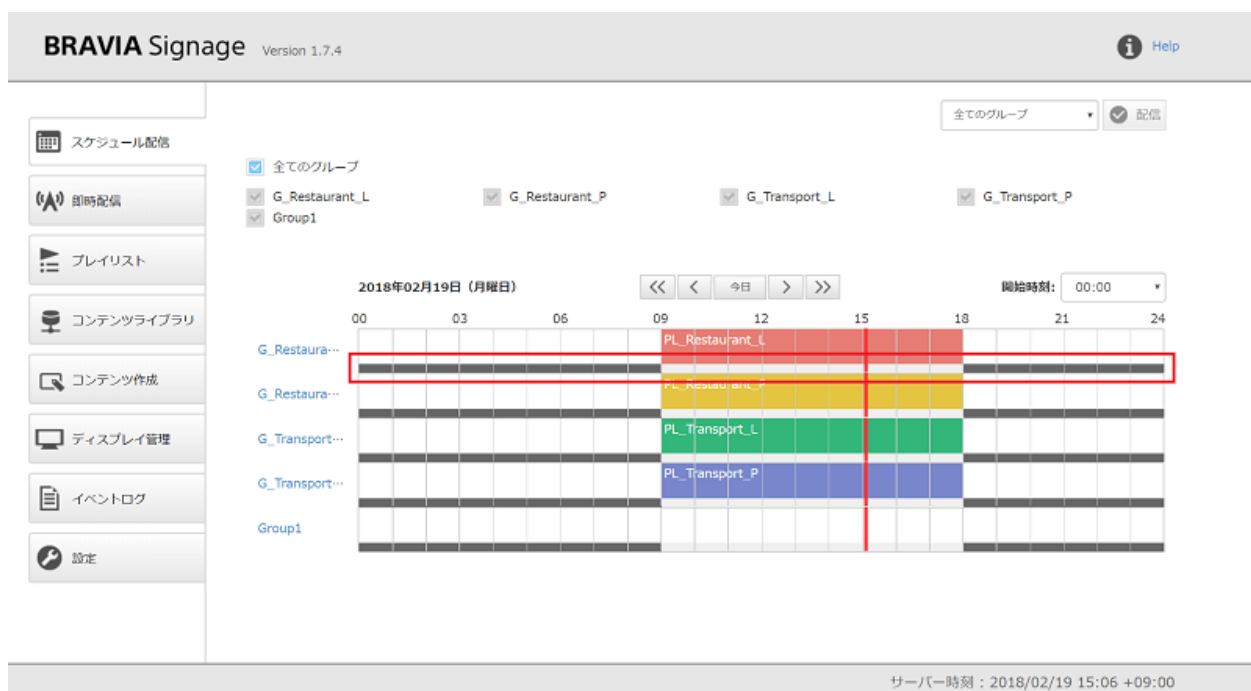 BRAVIA Signage Version 1.7.4
Help
全てのグループ
配信
スケジュール配信
即時配信
プレイリスト
コンテンツライブラリ
コンテンツ作成
ディスプレイ管理
イベントログ
設定
全てのグループ
G_Restaurant_L G_Restaurant_P G_Transport_L G_Transport_P
Group1
2018年02月19日（月曜日） 今日 開始時刻: 00:00
00 03 06 09 12 15 18 21 24
G_Restaura… PL_Restaurant_L
G_Restaura… PL_Restaurant_P
G_Transport… PL_Transport_L
G_Transport… PL_Transport_P
Group1
サーバー時刻：2018/02/19 15:06 +09:00